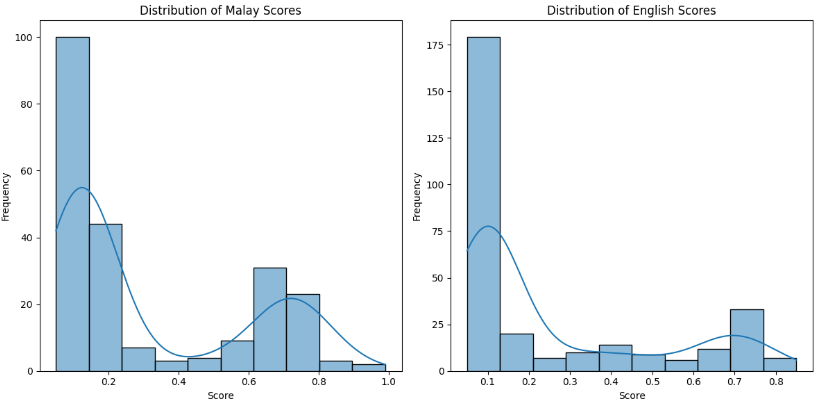 Distribution of Malay Scores
100
80
60
40
20
0
Frequency
0.2 0.4 0.6 0.8 1.0
Score
Distribution of English Scores
175
150
125
100
75
50
25
0
Frequency
0.1 0.2 0.3 0.4 0.5 0.6 0.7 0.8
Score